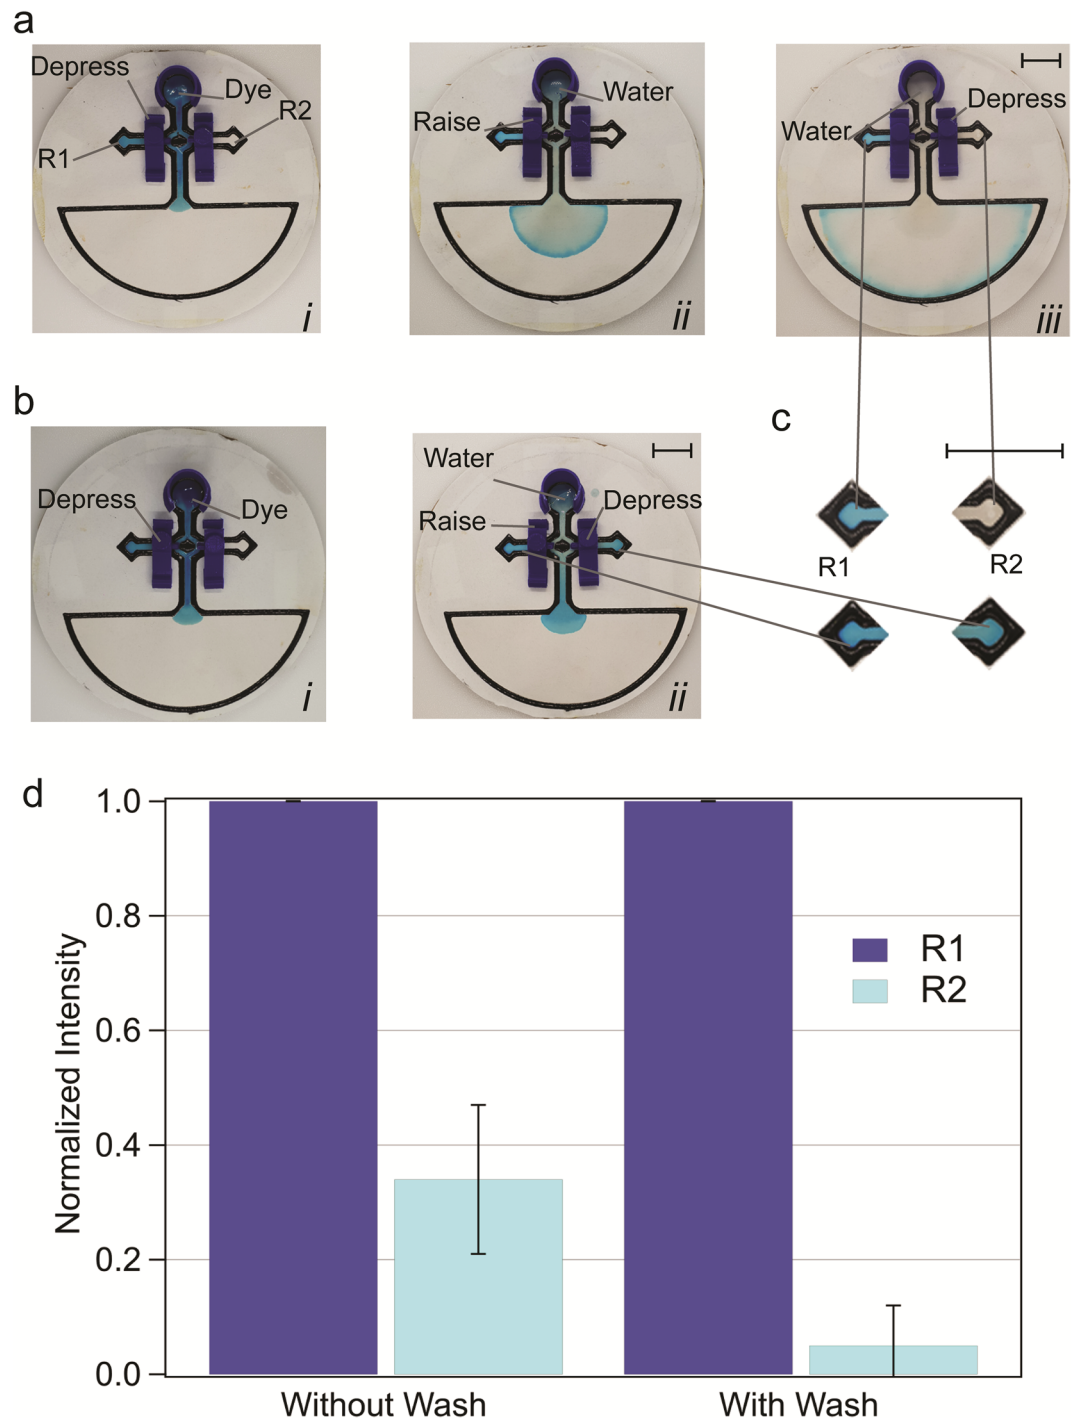 a
Depress
Dye
R2
R1
i
Water
Raise
ii
Depress
Water
iii
b
Depress
Dye
i
Water
Depress
Raise
ii
c
R1
R2
d
1.0
0.8
0.6
0.4
0.2
0.0
Normalized Intensity
R1
R2
Without Wash
With Wash